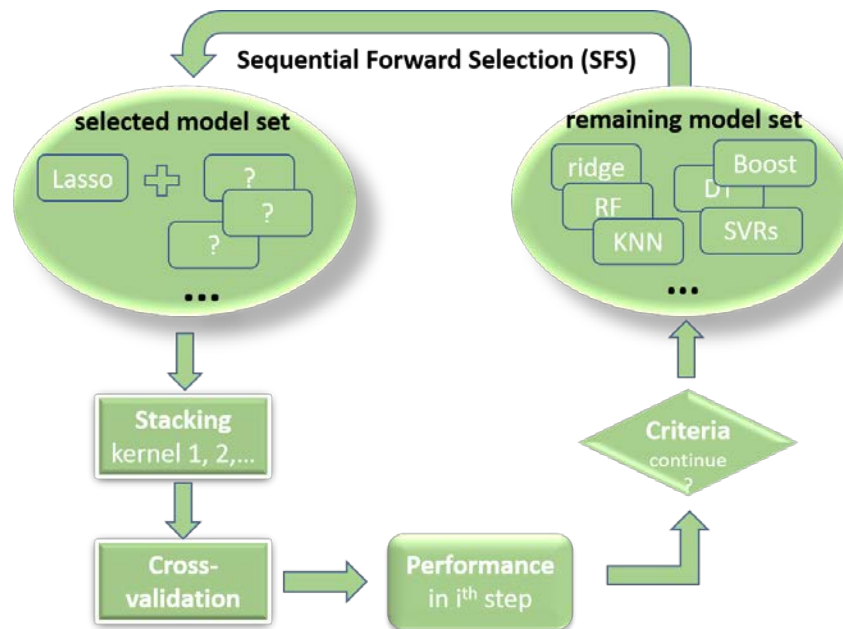 Sequential Forward Selection (SFS)
selected model set
Lasso
?
?
?
...
remaining model set
ridge
RF
KNN
Boost
DT
SVRs
...
Stacking
kernel 1, 2,...
Cross-
validation
Performance
in iᵗʰ step
Criteria
continue
?